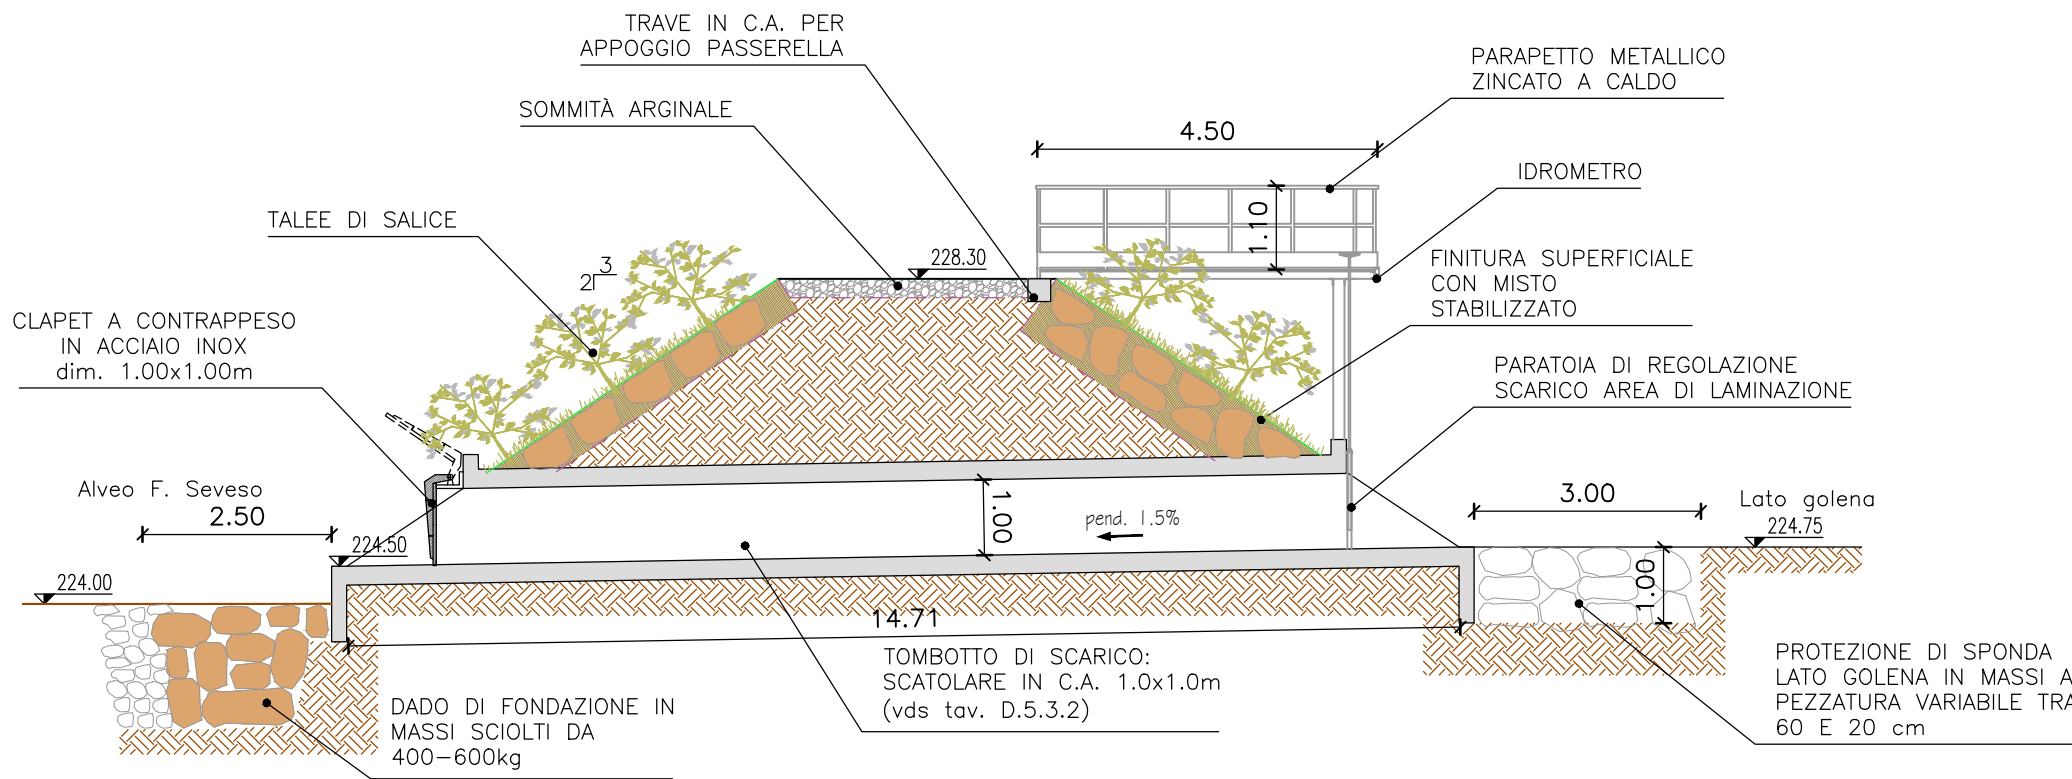 TRAVE IN C.A. PER
APPOGGIO PASSERELLA
PARAPETTO METALLICO
ZINCATO A CALDO
SOMMITÀ ARGINALE
4.50
IDROMETRO
TALEE DI SALICE
1.10
3
2
228.30
FINITURA SUPERFICIALE
CON MISTO
STABILIZZATO
CLAPET A CONTRAPPESO
IN ACCIAIO INOX
dim. 1.00x1.00m
PARATOIA DI REGOLAZIONE
SCARICO AREA DI LAMINAZIONE
Alveo F. Seveso
2.50
1.00
pend. 1.5%
3.00
Lato golena
224.75
224.50
224.00
1.00
14.71
TOMBOTTO DI SCARICO:
SCATOLARE IN C.A. 1.0x1.0m
(vds tav. D.5.3.2)
DADO DI FONDAZIONE IN
MASSI SCIOLTI DA
400-600kg
PROTEZIONE DI SPONDA
LATO GOLENA IN MASSI A
PEZZATURA VARIABILE TRA
60 E 20 cm